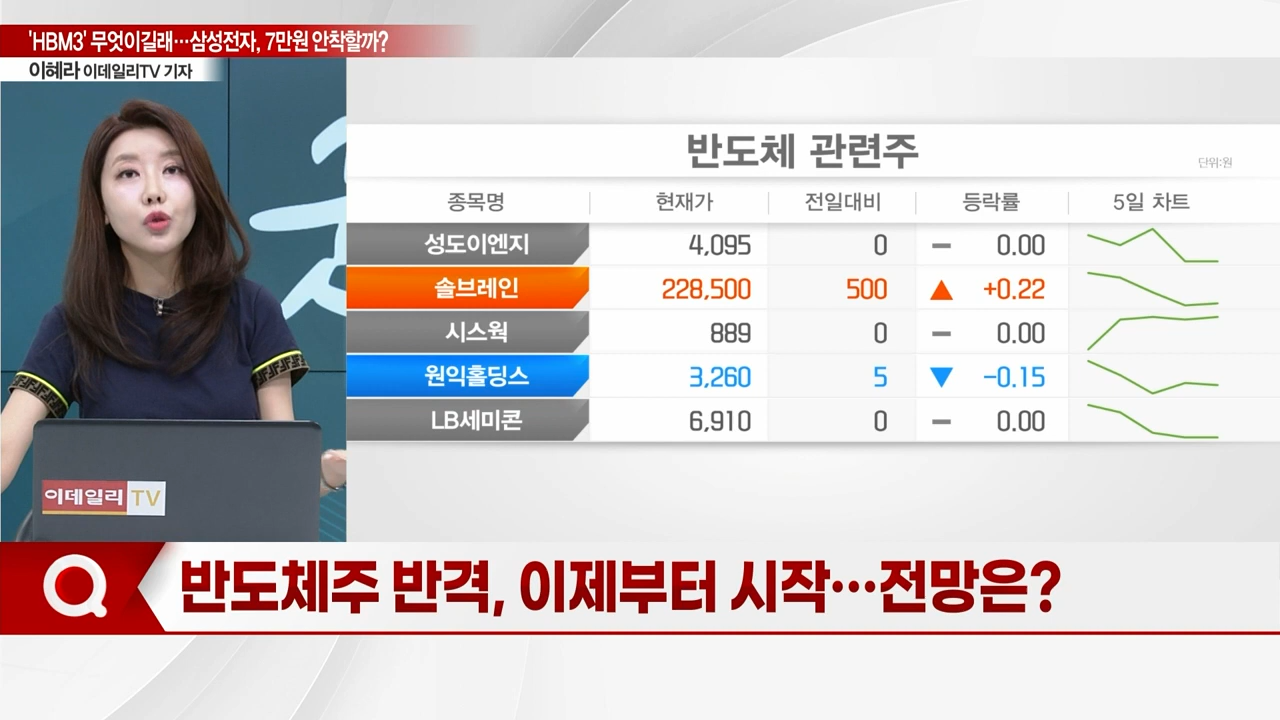 'HBM3' 무엇이길래…삼성전자, 7만원 안착할까?
이혜라 이데일리TV 기자
반도체 관련주
단위:원
종목명 현재가 전일대비 등락률 5일 차트
성도이엔지 4,095 0 – 0.00
솔브레인 228,500 500 ▲ +0.22
시스웍 889 0 – 0.00
원익홀딩스 3,260 5 ▼ –0.15
LB세미콘 6,910 0 – 0.00
이데일리TV
반도체주 반격, 이제부터 시작…전망은?